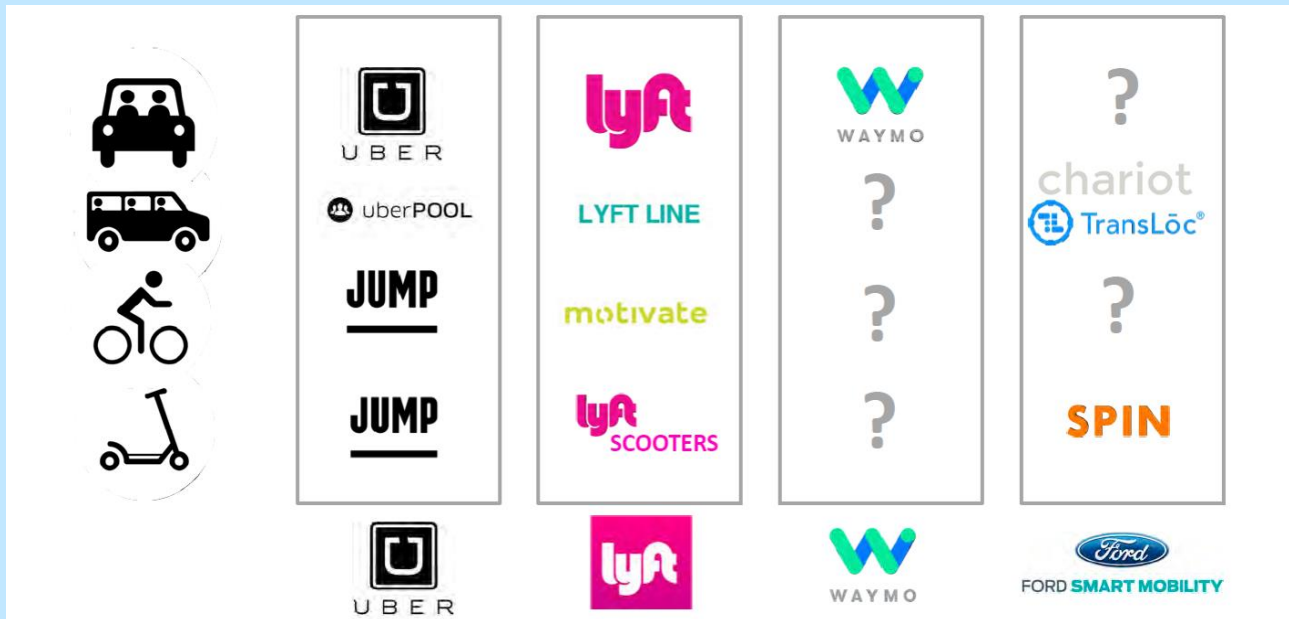 UBER
lyft
WAYMO
?
uberPOOL
LYFT LINE
?
chariot
TransLōc®
JUMP
motivate
?
?
JUMP
lyft
SCOOTERS
?
SPIN
UBER
lyft
WAYMO
Ford
FORD SMART MOBILITY